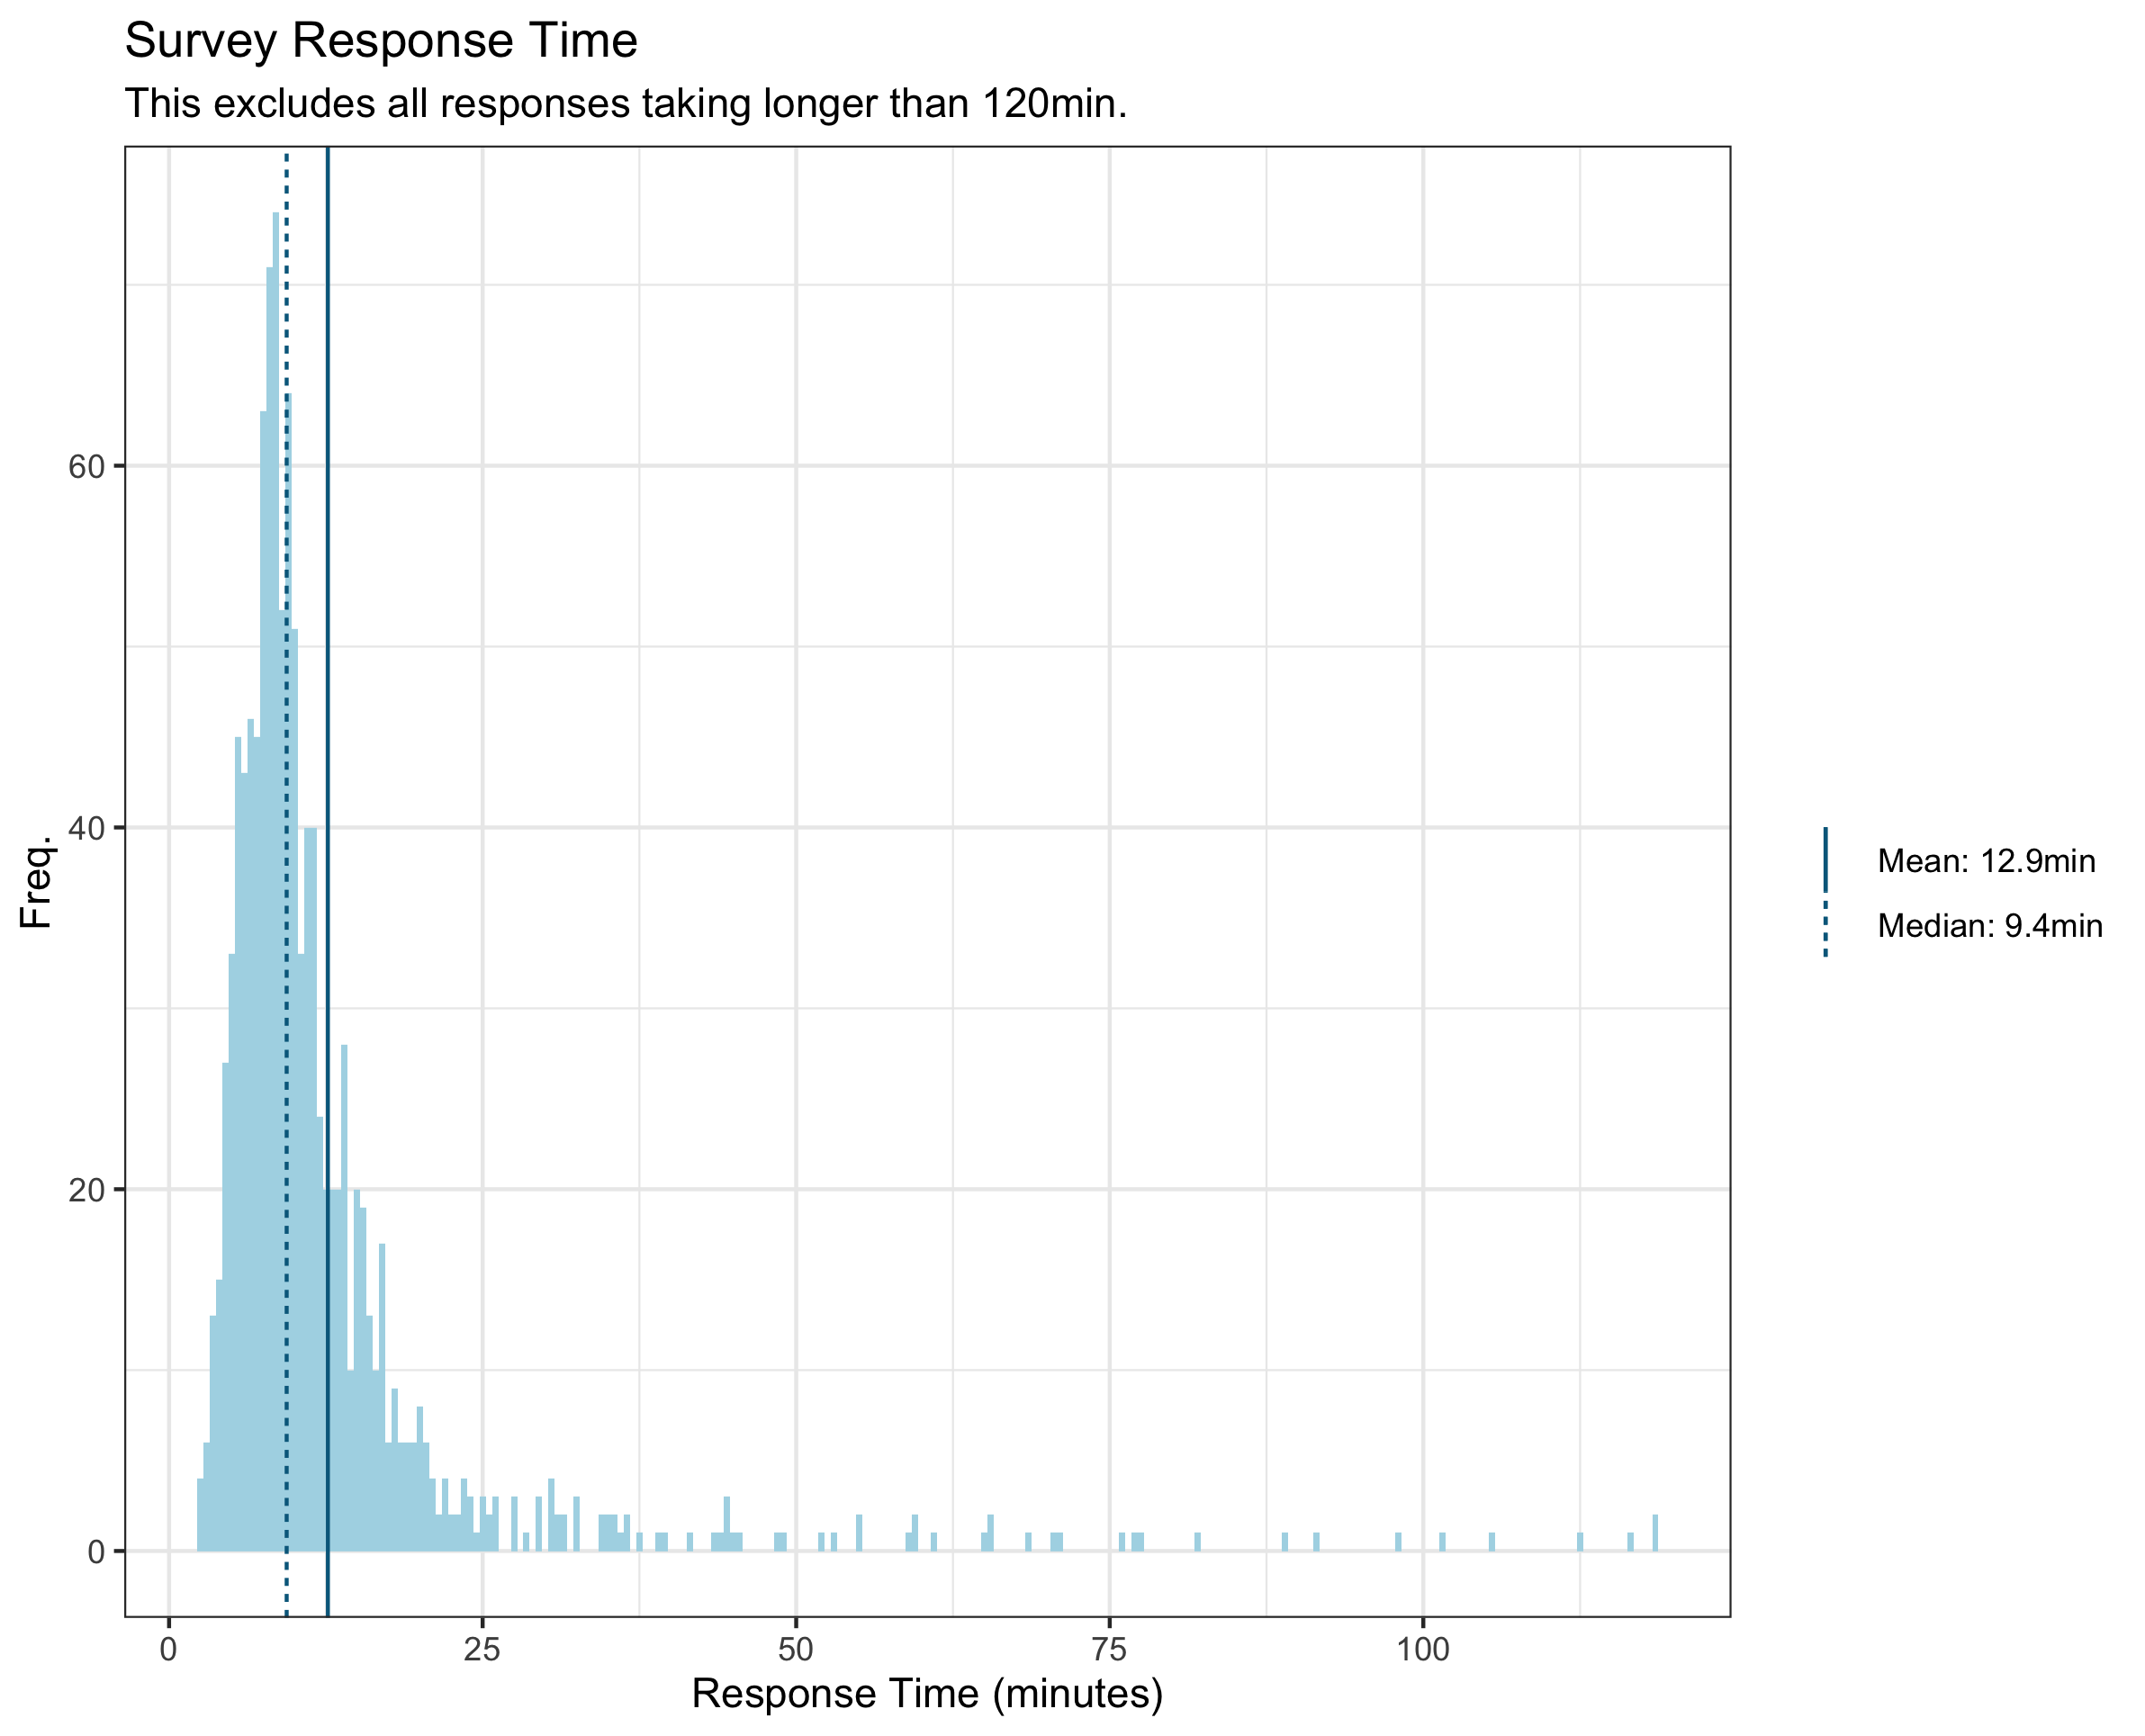 Survey Response Time
This excludes all responses taking longer than 120min.
Freq.
60
40
20
0
0
25
50
75
100
Response Time (minutes)
Mean: 12.9min
Median: 9.4min